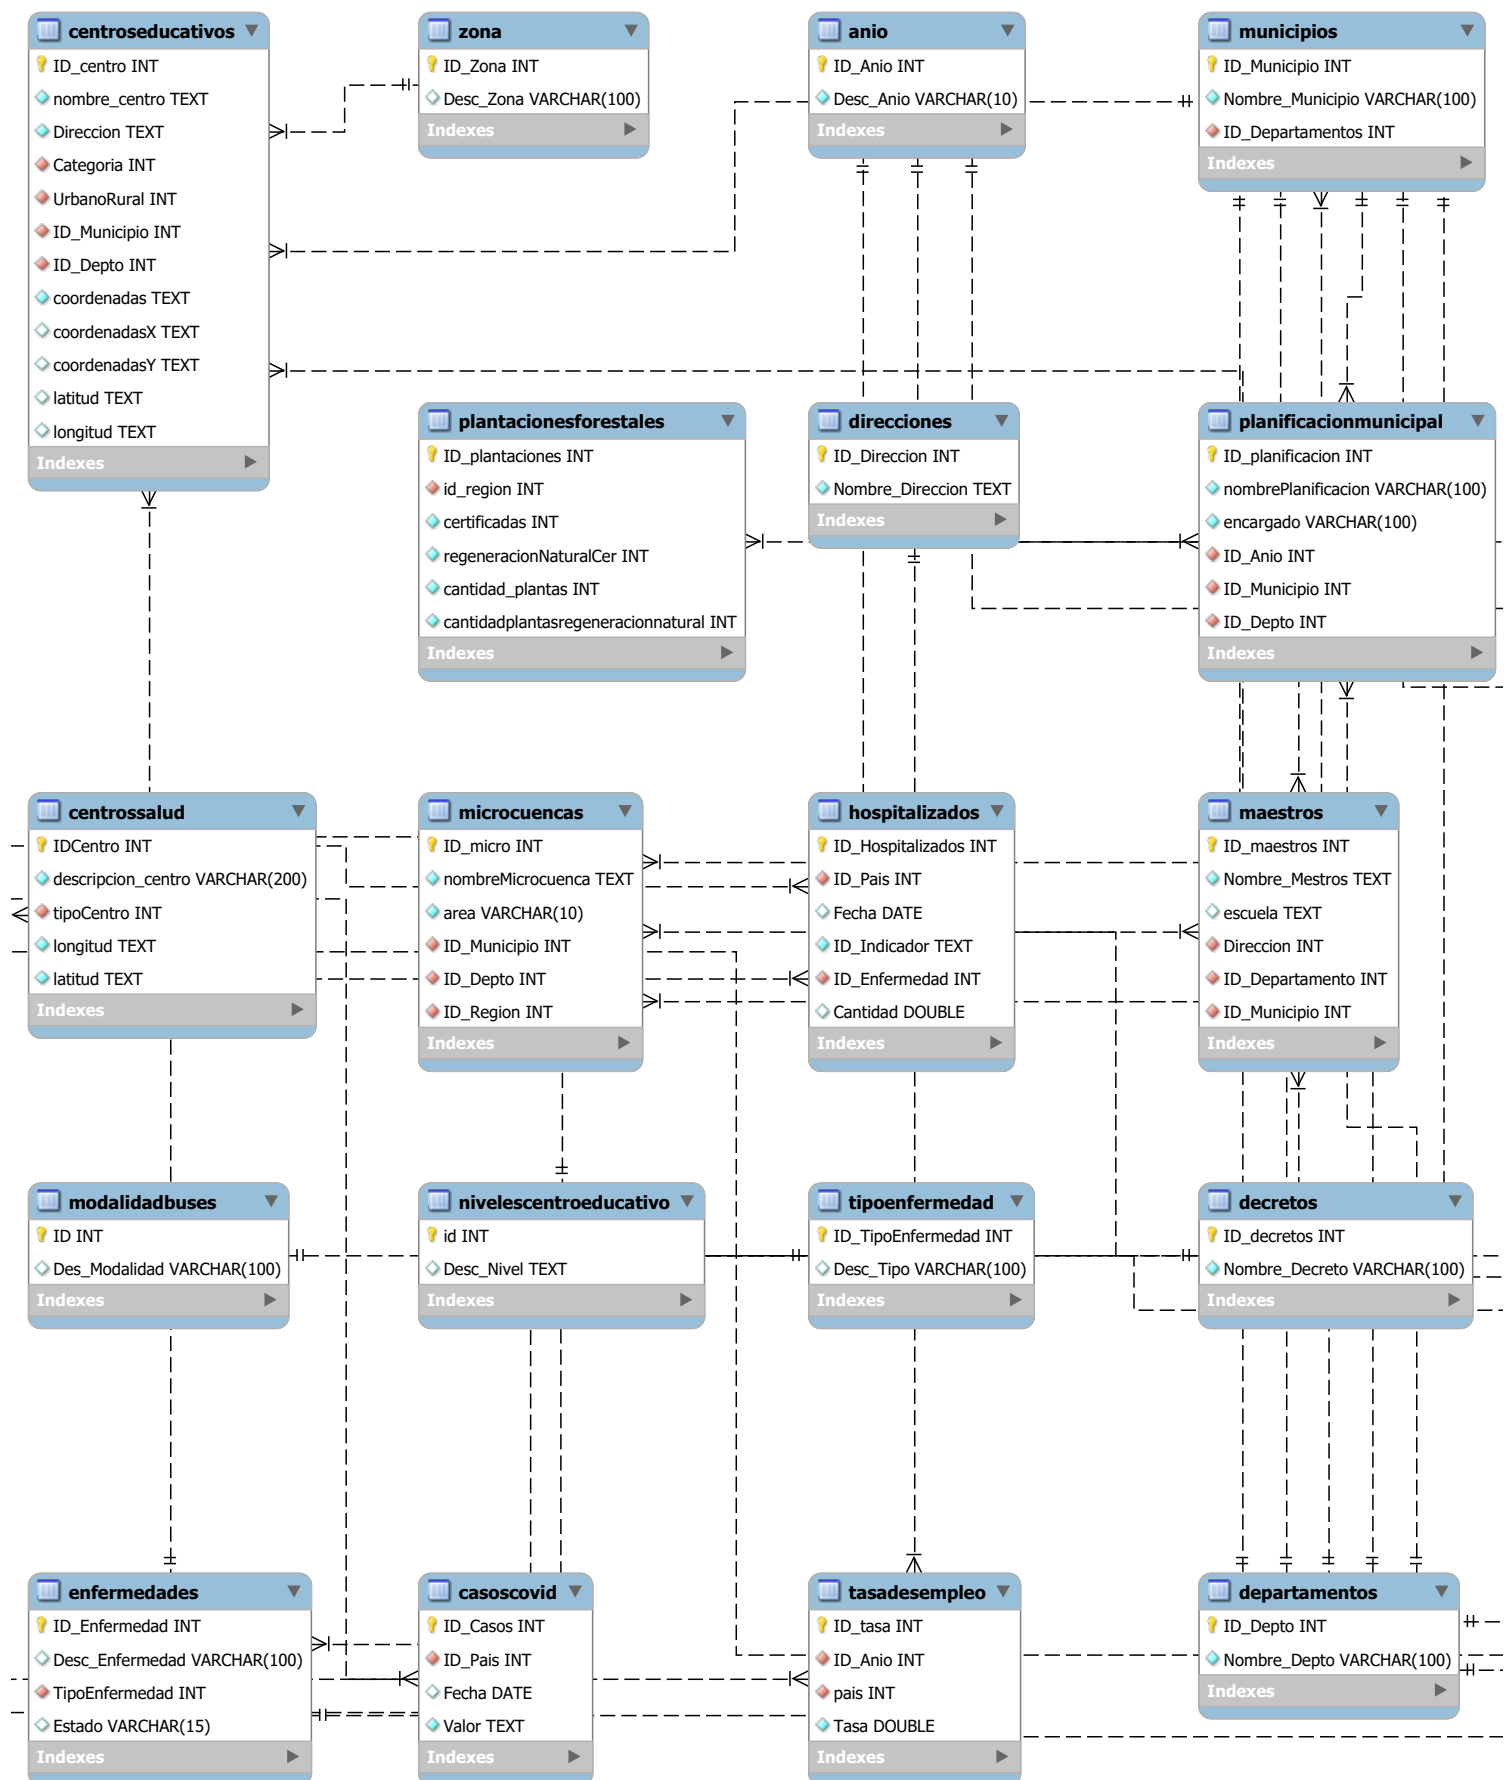 centroseducativos
ID_centro INT
nombre_centro TEXT
Direccion TEXT
Categoria INT
UrbanoRural INT
ID_Municipio INT
ID_Depto INT
coordenadas TEXT
coordenadasX TEXT
coordenadasY TEXT
latitud TEXT
longitud TEXT
Indexes
zona
ID_Zona INT
Desc_Zona VARCHAR(100)
Indexes
anio
ID_Anio INT
Desc_Anio VARCHAR(10)
Indexes
municipios
ID_Municipio INT
Nombre_Municipio VARCHAR(100)
ID_Departamentos INT
Indexes
plantacionesforestales
ID_plantaciones INT
id_region INT
certificadas INT
regeneracionNaturalCer INT
cantidad_plantas INT
cantidadplantasregeneracionnatural INT
Indexes
direcciones
ID_Direccion INT
Nombre_Direccion TEXT
Indexes
planificacionmunicipal
ID_planificacion INT
nombrePlanificacion VARCHAR(100)
encargado VARCHAR(100)
ID_Anio INT
ID_Municipio INT
ID_Depto INT
Indexes
centrossalud
IDCentro INT
descripcion_centro VARCHAR(200)
tipoCentro INT
longitud TEXT
latitud TEXT
Indexes
microcuencas
ID_micro INT
nombreMicrocuenca TEXT
area VARCHAR(10)
ID_Municipio INT
ID_Depto INT
ID_Region INT
Indexes
hospitalizados
ID_Hospitalizados INT
ID_Pais INT
Fecha DATE
ID_Indicador TEXT
ID_Enfermedad INT
Cantidad DOUBLE
Indexes
maestros
ID_maestros INT
Nombre_Mestros TEXT
escuela TEXT
Direccion INT
ID_Departamento INT
ID_Municipio INT
Indexes
modalidadbuses
ID INT
Des_Modalidad VARCHAR(100)
Indexes
nivelescentroeducativo
id INT
Desc_Nivel TEXT
Indexes
tipoenfermedad
ID_TipoEnfermedad INT
Desc_Tipo VARCHAR(100)
Indexes
decretos
ID_decretos INT
Nombre_Decreto VARCHAR(100)
Indexes
enfermedades
ID_Enfermedad INT
Desc_Enfermedad VARCHAR(100)
TipoEnfermedad INT
Estado VARCHAR(15)
Indexes
casoscovid
ID_Casos INT
ID_Pais INT
Fecha DATE
Valor TEXT
Indexes
tasadesempleo
ID_tasa INT
ID_Anio INT
pais INT
Tasa DOUBLE
Indexes
departamentos
ID_Depto INT
Nombre_Depto VARCHAR(100)
Indexes